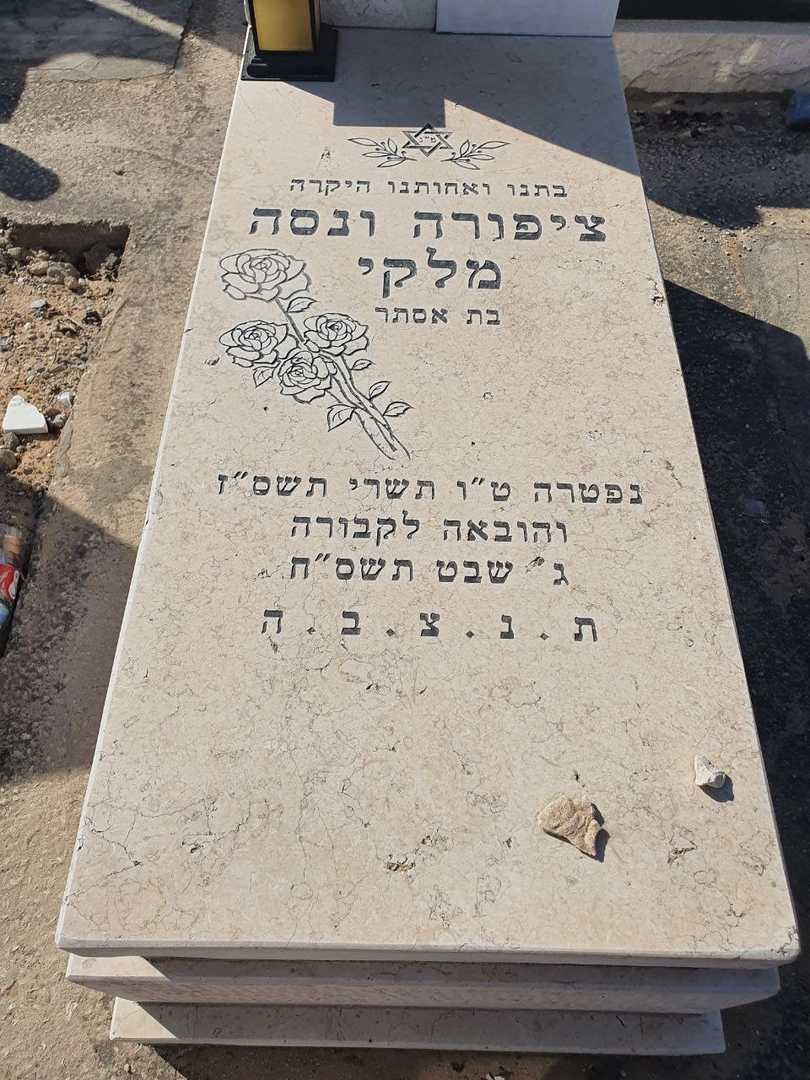 פ"נ
בתנו ואחותנו היקרה
ציפורה ונסה
מלקי
בת אסתר
נפטרה ט"ו תשרי תשס"ז
והובאה לקבורה
ג' שבט תשס"ח
ת . נ . צ . ב . ה